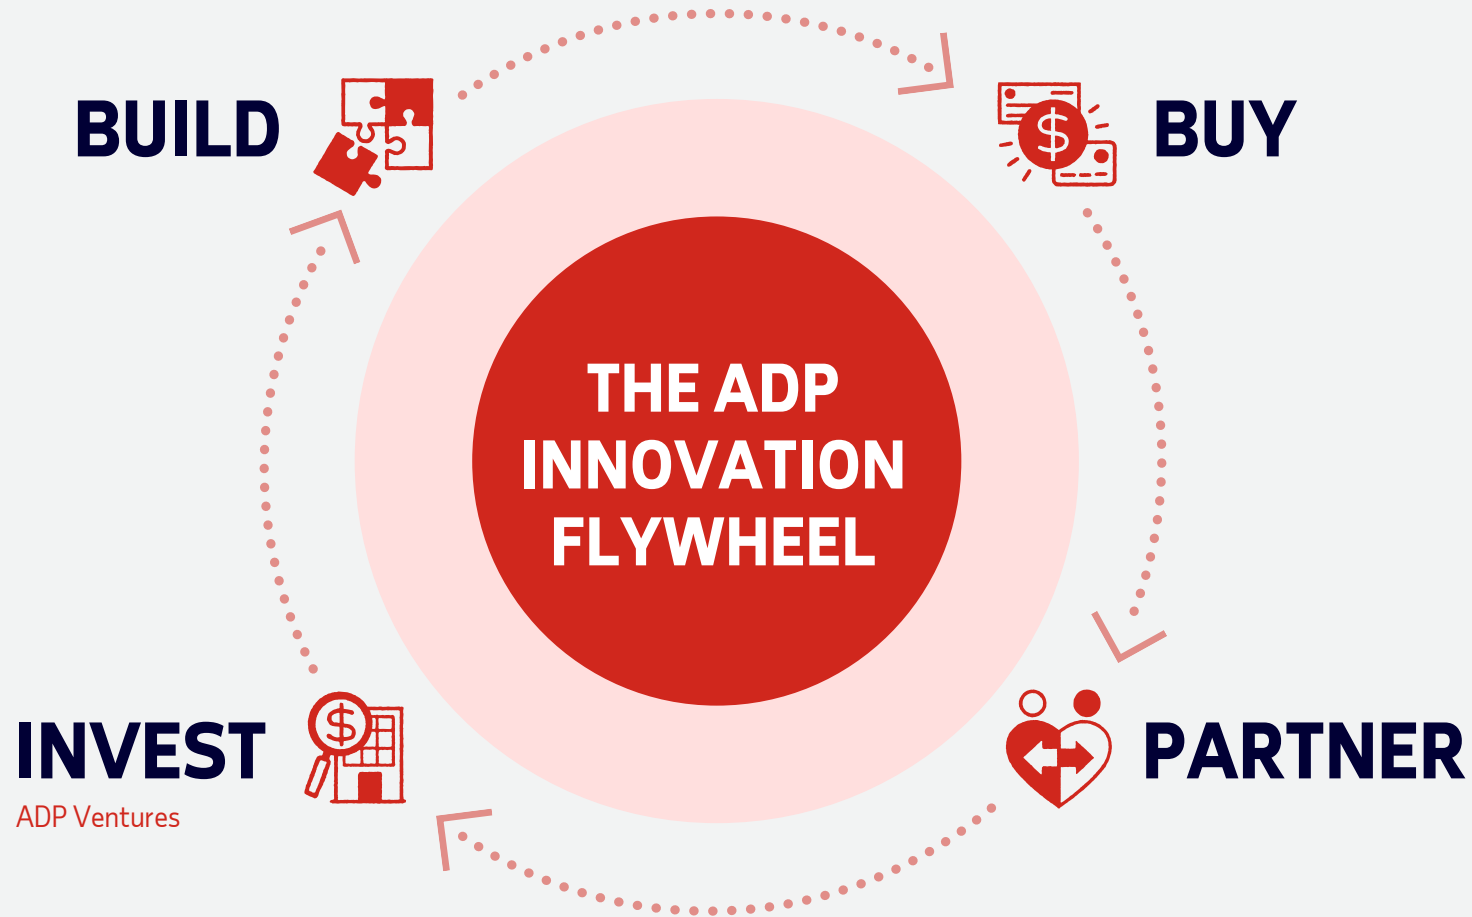 BUILD
BUY
THE ADP
INNOVATION
FLYWHEEL
INVEST
ADP Ventures
PARTNER